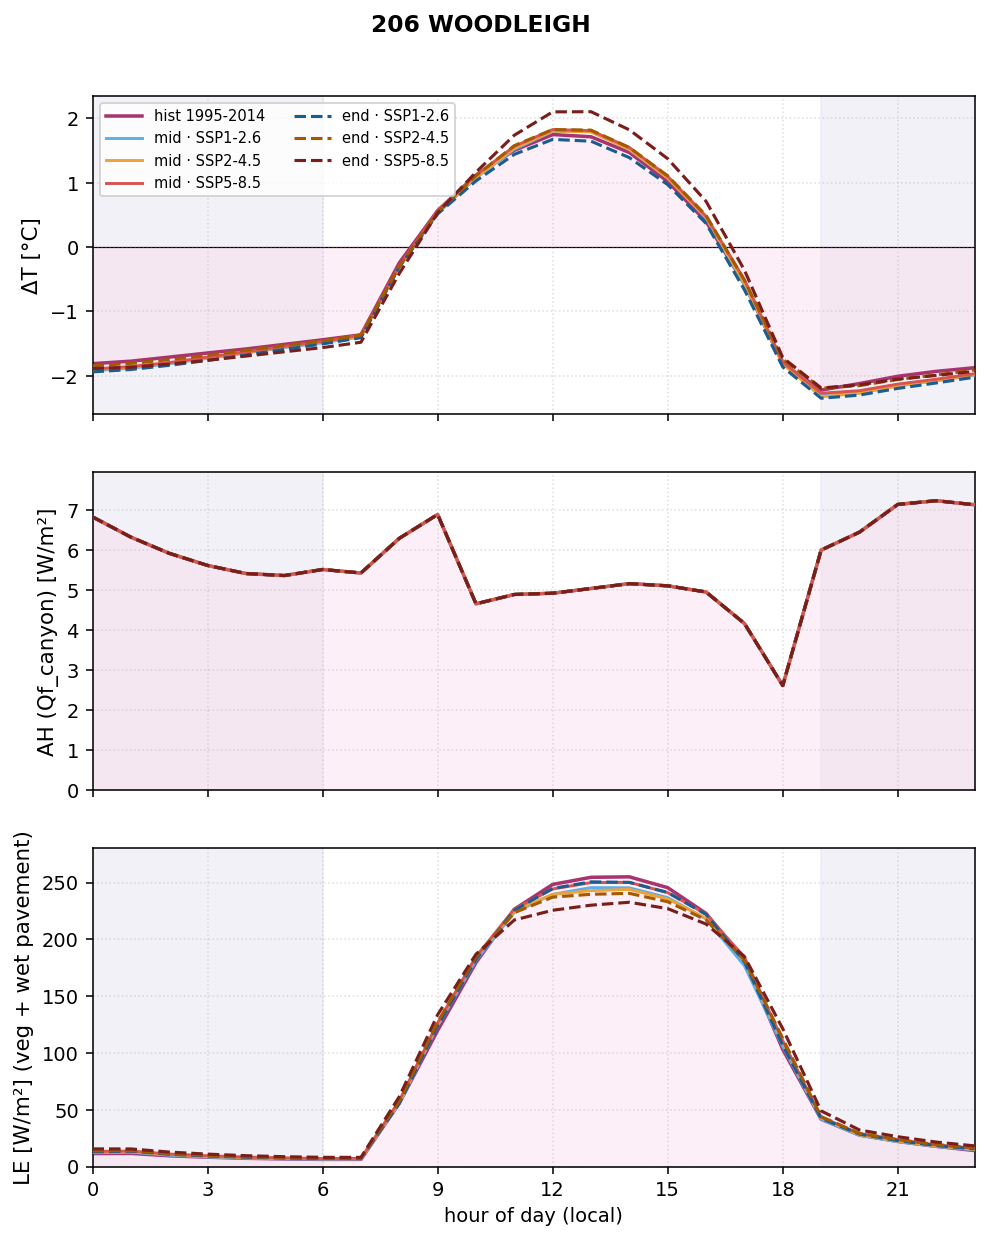 206 WOODLEIGH
hist 1995-2014
mid · SSP1-2.6
mid · SSP2-4.5
mid · SSP5-8.5
end · SSP1-2.6
end · SSP2-4.5
end · SSP5-8.5
ΔT [°C]
2
1
0
−1
−2
AH (Qf_canyon) [W/m²]
7
6
5
4
3
2
1
0
LE [W/m²] (veg + wet pavement)
250
200
150
100
50
0
0 3 6 9 12 15 18 21
hour of day (local)